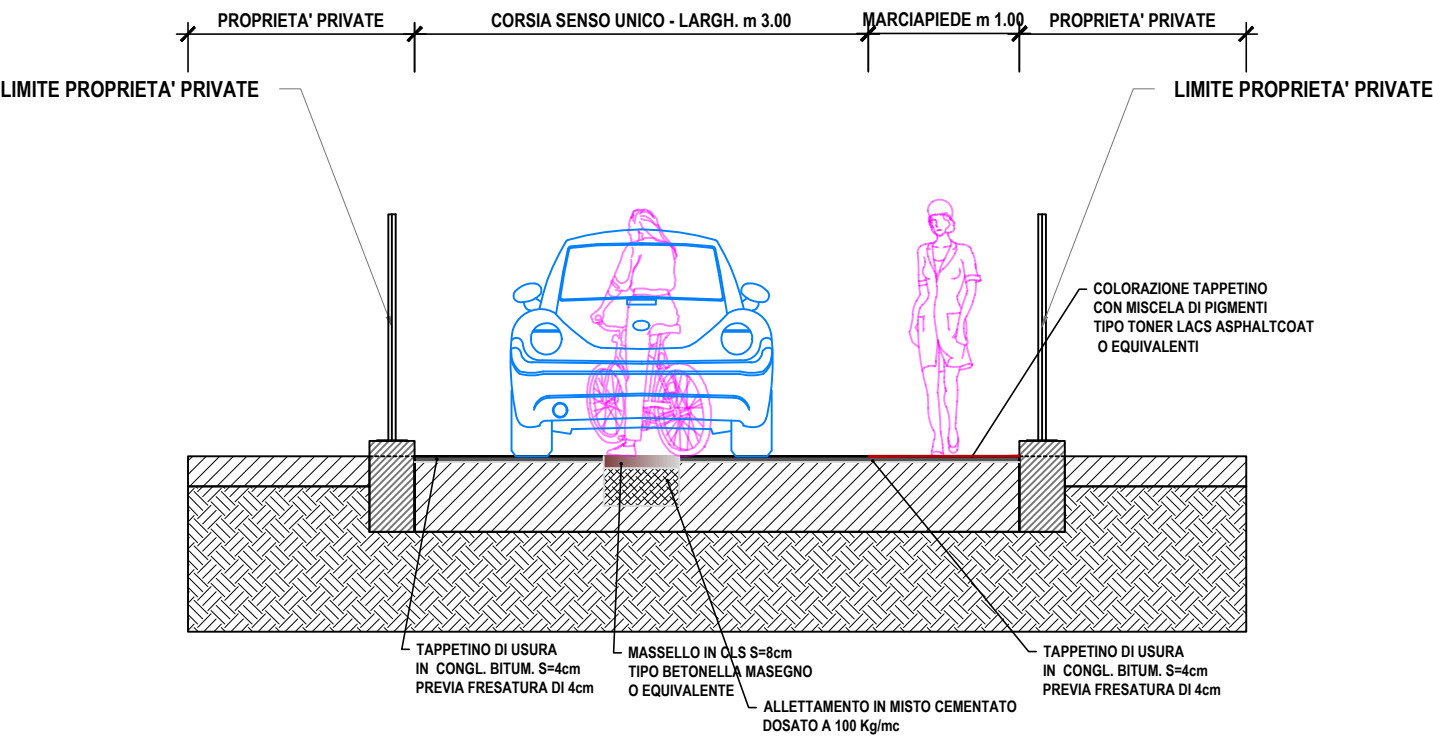 PROPRIETA' PRIVATE
CORSIA SENSO UNICO - LARGH. m 3.00
MARCIAPIEDE m 1.00
PROPRIETA' PRIVATE
LIMITE PROPRIETA' PRIVATE
LIMITE PROPRIETA' PRIVATE
COLORAZIONE TAPPETINO
CON MISCELA DI PIGMENTI
TIPO TONER LACS ASPHALTCOAT
O EQUIVALENTI
TAPPETINO DI USURA
IN CONGL. BITUM. S=4cm
PREVIA FRESATURA DI 4cm
MASSELLO IN CLS S=8cm
TIPO BETONELLA MASEGNO
O EQUIVALENTE
ALLETTAMENTO IN MISTO CEMENTATO
DOSATO A 100 Kg/mc
TAPPETINO DI USURA
IN CONGL. BITUM. S=4cm
PREVIA FRESATURA DI 4cm